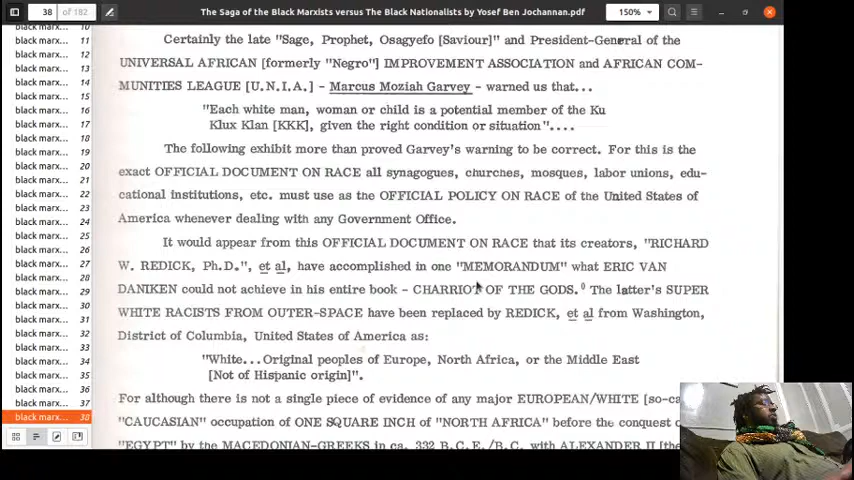 38 of 182
The Saga of the Black Marxists versus The Black Nationalists by Yosef Ben Jochannan.pdf
150%
black marx... 11
black marx... 12
black marx... 13
black marx... 14
black marx... 15
black marx... 16
black marx... 17
black marx... 18
black marx... 19
black marx... 20
black marx... 21
black marx... 22
black marx... 23
black marx... 24
black marx... 25
black marx... 26
black marx... 27
black marx... 28
black marx... 29
black marx... 30
black marx... 31
black marx... 32
black marx... 33
black marx... 34
black marx... 35
black marx... 36
black marx... 37
black marx... 38
Certainly the late "Sage, Prophet, Osagyefo [Saviour]" and President-General of the
UNIVERSAL AFRICAN [formerly "Negro"] IMPROVEMENT ASSOCIATION and AFRICAN COM-
MUNITIES LEAGUE [U.N.I.A.] - Marcus Moziah Garvey - warned us that...
"Each white man, woman or child is a potential member of the Ku
Klux Klan [KKK], given the right condition or situation"....
The following exhibit more than proved Garvey's warning to be correct. For this is the
exact OFFICIAL DOCUMENT ON RACE all synagogues, churches, mosques, labor unions, edu-
cational institutions, etc. must use as the OFFICIAL POLICY ON RACE of the United States of
America whenever dealing with any Government Office.
It would appear from this OFFICIAL DOCUMENT ON RACE that its creators, "RICHARD
W. REDICK, Ph.D.", et al, have accomplished in one "MEMORANDUM" what ERIC VAN
DANIKEN could not achieve in his entire book - CHARRIOT OF THE GODS. The latter's SUPER
WHITE RACISTS FROM OUTER-SPACE have been replaced by REDICK, et al from Washington,
District of Columbia, United States of America as:
"White...Original peoples of Europe, North Africa, or the Middle East
[Not of Hispanic origin]".
For although there is not a single piece of evidence of any major EUROPEAN/WHITE [so-ca
"CAUCASIAN" occupation of ONE SQUARE INCH of "NORTH AFRICA" before the conquest o
"EGYPT" by the MACEDONIAN-GREEKS in ca. 332 B.C.E./B.C. with ALEXANDER II [the